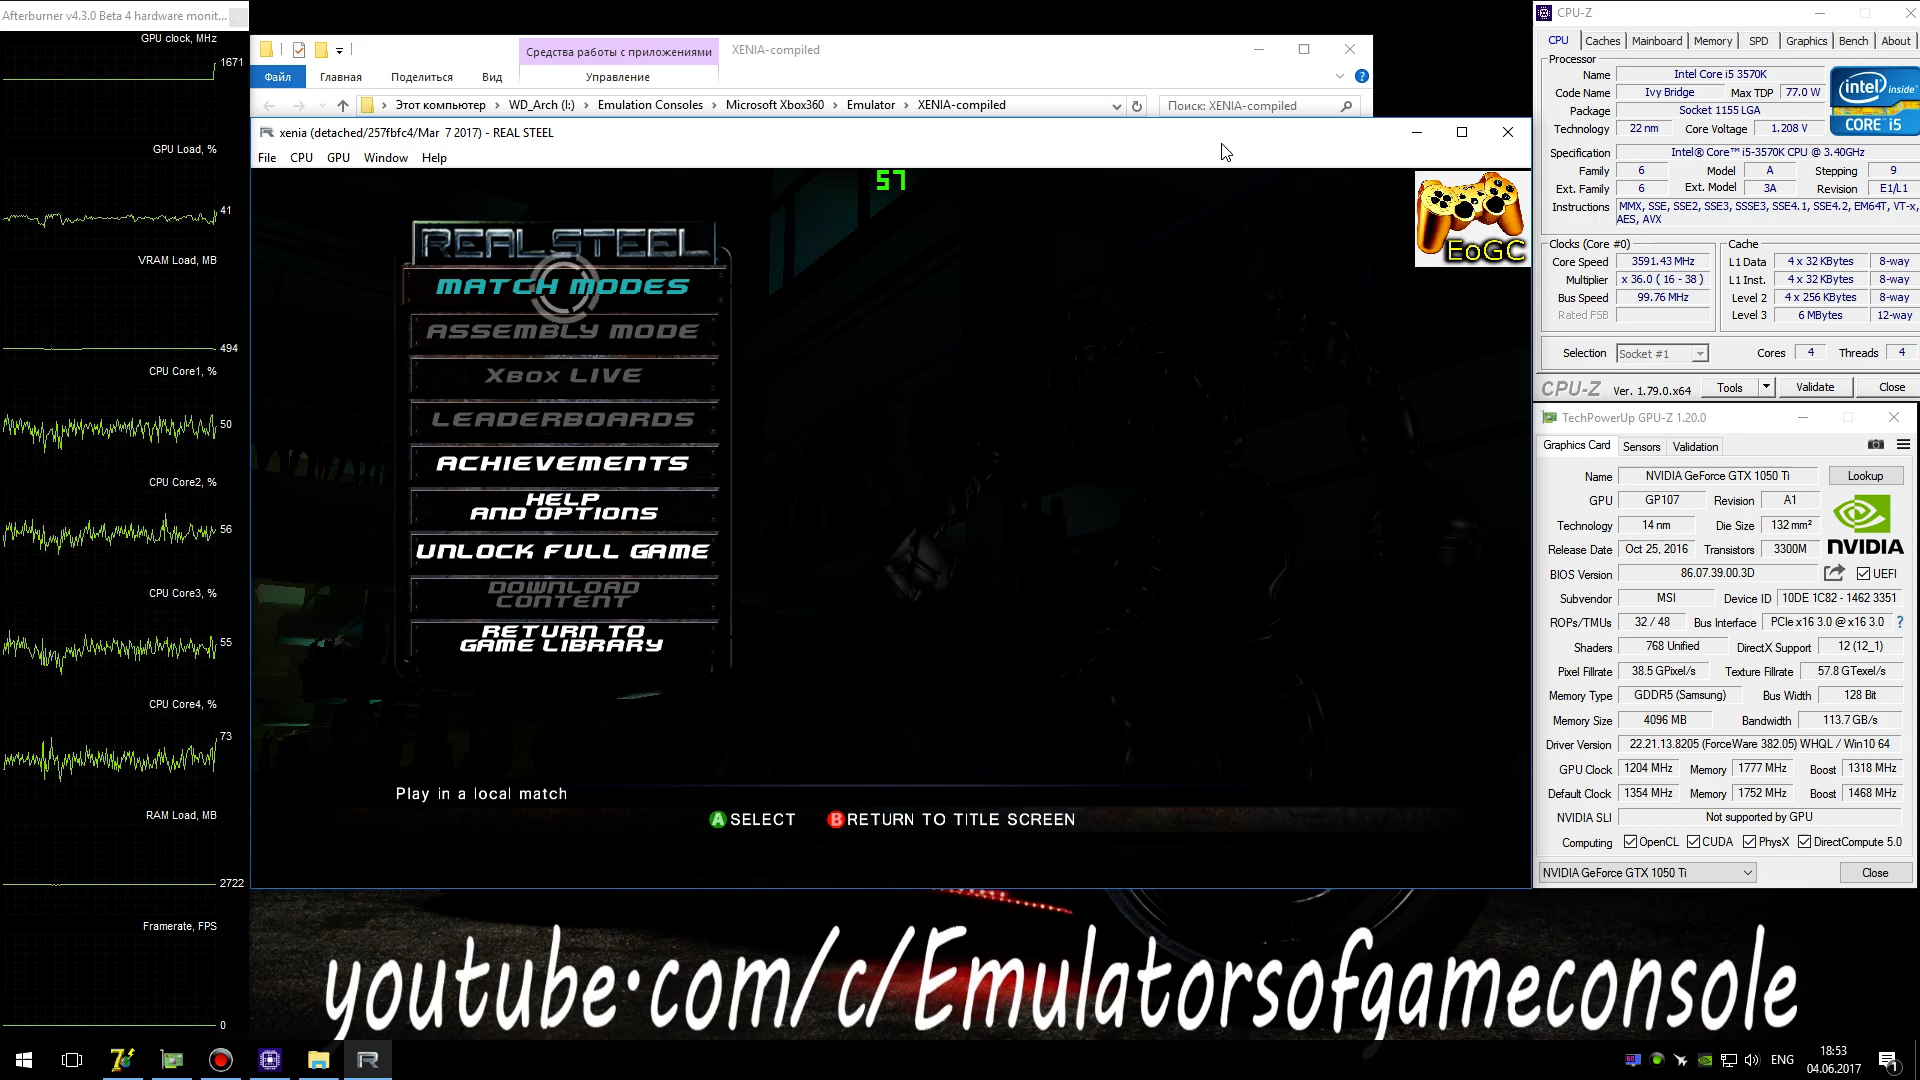 Afterburner v4.3.0 Beta 4 hardware monit...
GPU clock, MHz
1671
GPU Load, %
41
VRAM Load, MB
494
CPU Core1, %
50
CPU Core2, %
56
CPU Core3, %
55
CPU Core4, %
73
RAM Load, MB
2722
Framerate, FPS
0
Средства работы с приложениями
XENIA-compiled
Файл Главная Поделиться Вид Управление
Этот компьютер > WD_Arch (I:) > Emulation Consoles > Microsoft Xbox360 > Emulator > XENIA-compiled
Поиск: XENIA-compiled
xenia (detached/257fbfc4/Mar 7 2017) - REAL STEEL
File CPU GPU Window Help
57
EoGC
REAL STEEL
MATCH MODES
ASSEMBLY MODE
XBOX LIVE
LEADERBOARDS
ACHIEVEMENTS
HELP
AND OPTIONS
UNLOCK FULL GAME
DOWNLOAD
CONTENT
RETURN TO
GAME LIBRARY
Play in a local match
A SELECT B RETURN TO TITLE SCREEN
CPU-Z
CPU Caches Mainboard Memory SPD Graphics Bench About
Processor
Name Intel Core i5 3570K
Code Name Ivy Bridge Max TDP 77.0 W
Package Socket 1155 LGA
Technology 22 nm Core Voltage 1.208 V
intel inside
CORE i5
Specification Intel® Core™ i5-3570K CPU @ 3.40GHz
Family 6 Model A Stepping 9
Ext. Family 6 Ext. Model 3A Revision E1/L1
Instructions MMX, SSE, SSE2, SSE3, SSSE3, SSE4.1, SSE4.2, EM64T, VT-x,
AES, AVX
Clocks (Core #0)
Core Speed 3591.43 MHz
Multiplier x 36.0 ( 16 - 38 )
Bus Speed 99.76 MHz
Rated FSB
Cache
L1 Data 4 x 32 KBytes 8-way
L1 Inst. 4 x 32 KBytes 8-way
Level 2 4 x 256 KBytes 8-way
Level 3 6 MBytes 12-way
Selection Socket #1 Cores 4 Threads 4
CPU-Z Ver. 1.79.0.x64 Tools Validate Close
TechPowerUp GPU-Z 1.20.0
Graphics Card Sensors Validation
Name NVIDIA GeForce GTX 1050 Ti Lookup
GPU GP107 Revision A1
Technology 14 nm Die Size 132 mm²
Release Date Oct 25, 2016 Transistors 3300M
NVIDIA
BIOS Version 86.07.39.00.3D UEFI
Subvendor MSI Device ID 10DE 1C82 - 1462 3351
ROPs/TMUs 32 / 48 Bus Interface PCIe x16 3.0 @ x16 3.0 ?
Shaders 768 Unified DirectX Support 12 (12_1)
Pixel Fillrate 38.5 GPixel/s Texture Fillrate 57.8 GTexel/s
Memory Type GDDR5 (Samsung) Bus Width 128 Bit
Memory Size 4096 MB Bandwidth 113.7 GB/s
Driver Version 22.21.13.8205 (ForceWare 382.05) WHQL / Win10 64
GPU Clock 1204 MHz Memory 1777 MHz Boost 1318 MHz
Default Clock 1354 MHz Memory 1752 MHz Boost 1468 MHz
NVIDIA SLI Not supported by GPU
Computing OpenCL CUDA PhysX DirectCompute 5.0
NVIDIA GeForce GTX 1050 Ti Close
youtube.com/c/Emulatorsofgameconsole
ENG
18:53
04.06.2017
1